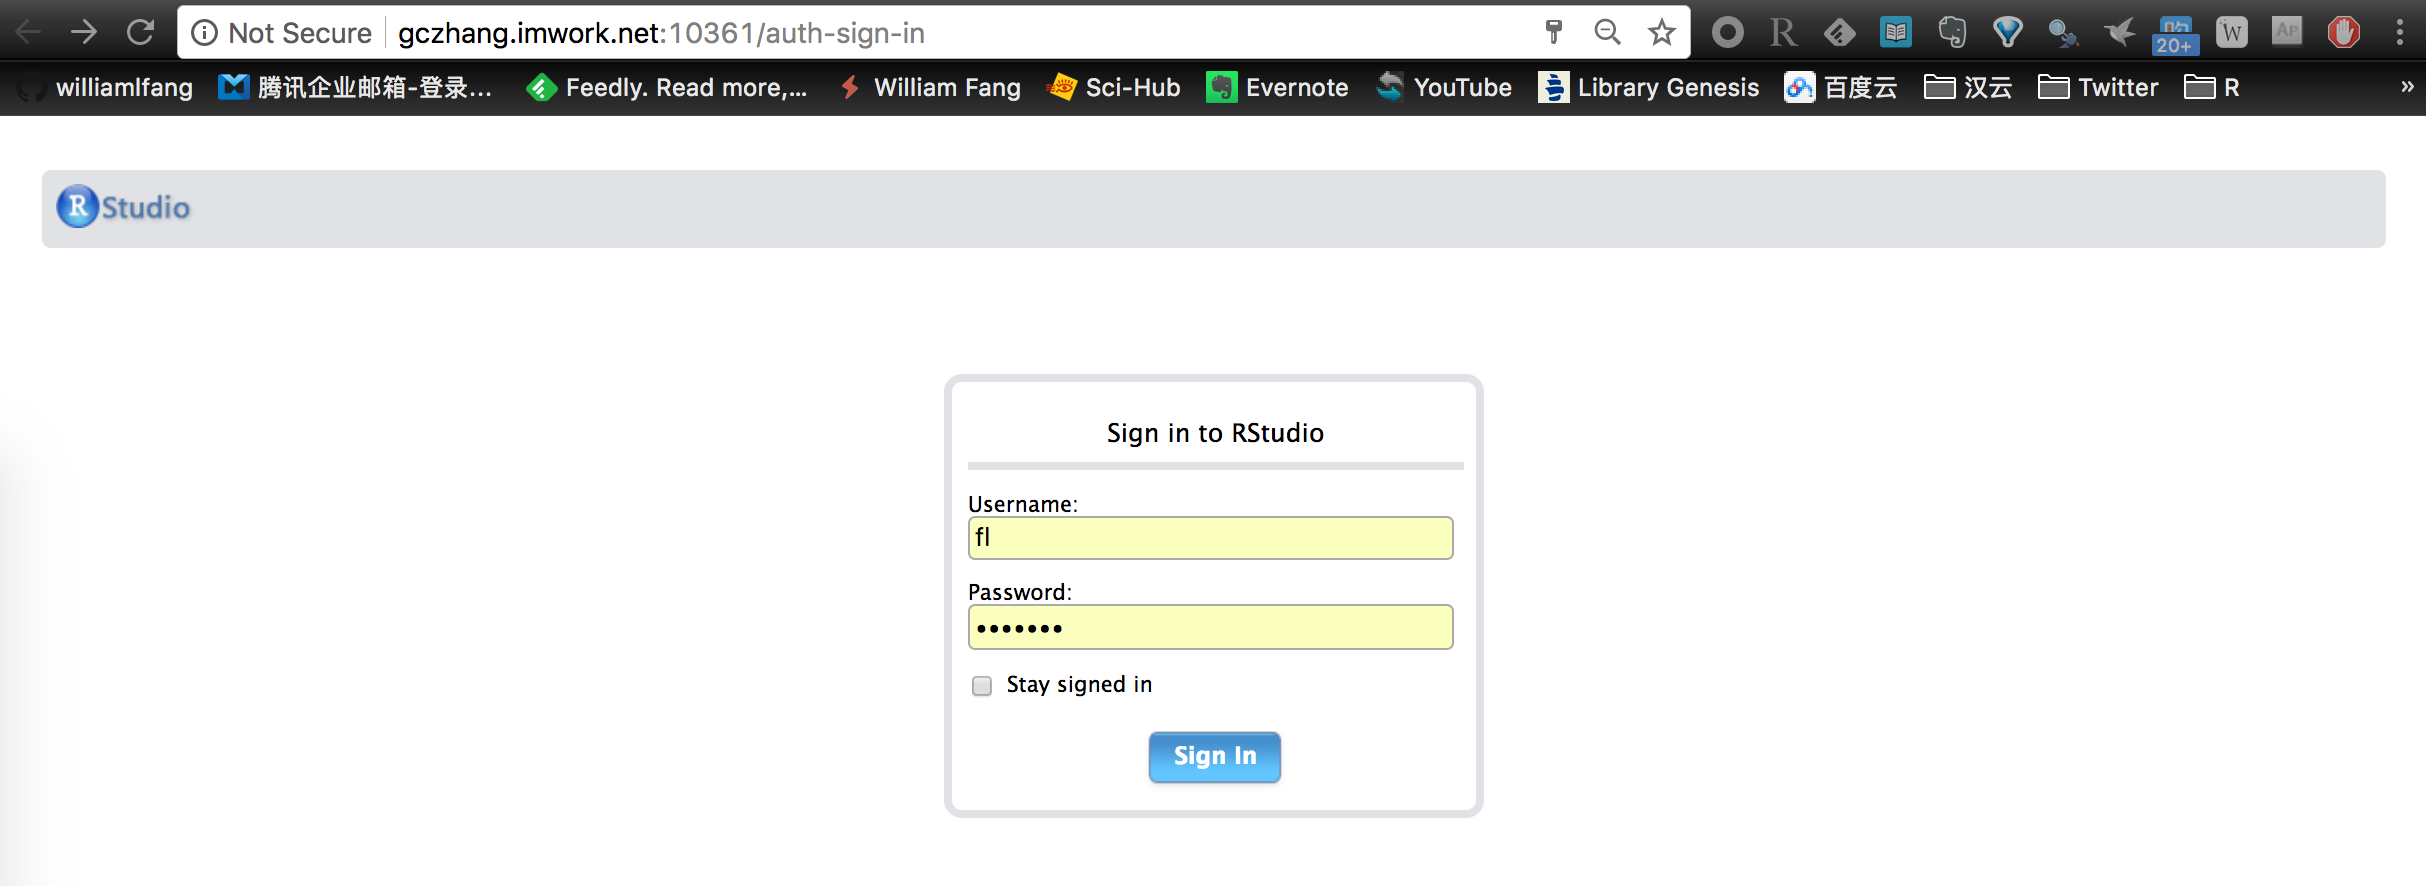 Not Secure gczhang.imwork.net:10361/auth-sign-in R 20+ W AP
williamlfang 腾讯企业邮箱-登录... Feedly. Read more,... William Fang Sci-Hub Evernote YouTube Library Genesis 百度云 汉云 Twitter R »
R Studio
Sign in to RStudio
Username:
fl
Password:
•••••••
Stay signed in
Sign In